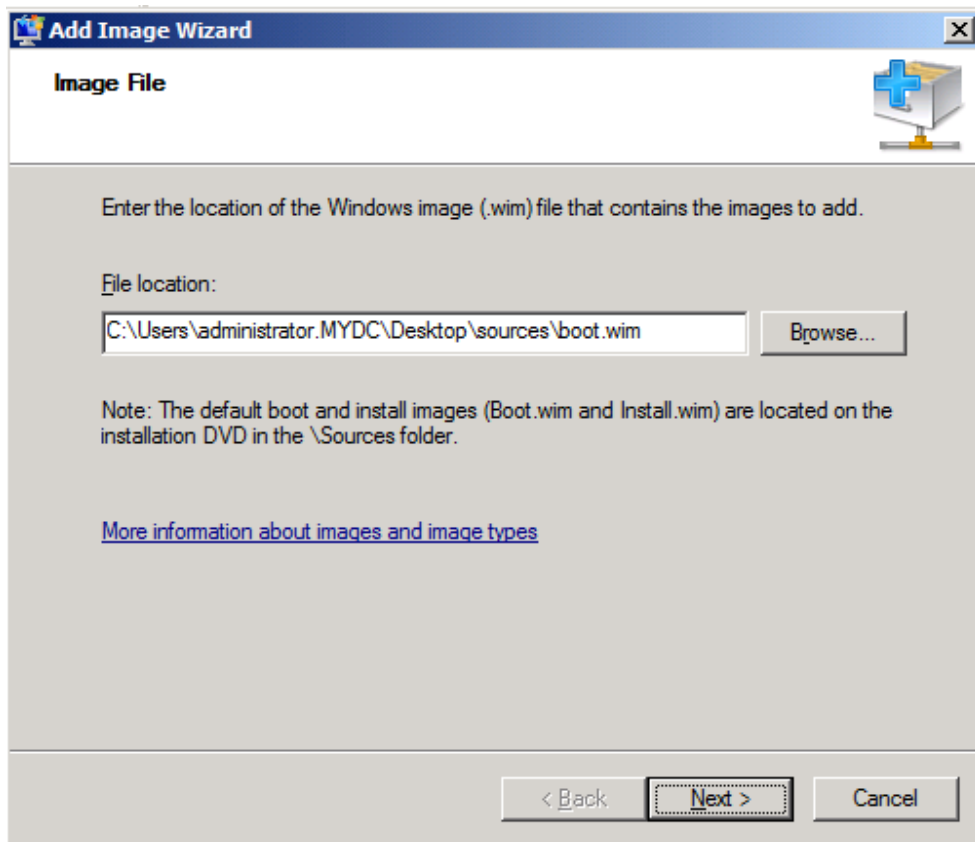 Add Image Wizard
Image File
Enter the location of the Windows image (.wim) file that contains the images to add.
File location:
C:\Users\administrator.MYDC\Desktop\sources\boot.wim
Browse...
Note: The default boot and install images (Boot.wim and Install.wim) are located on the
installation DVD in the \Sources folder.
More information about images and image types
< Back
Next >
Cancel